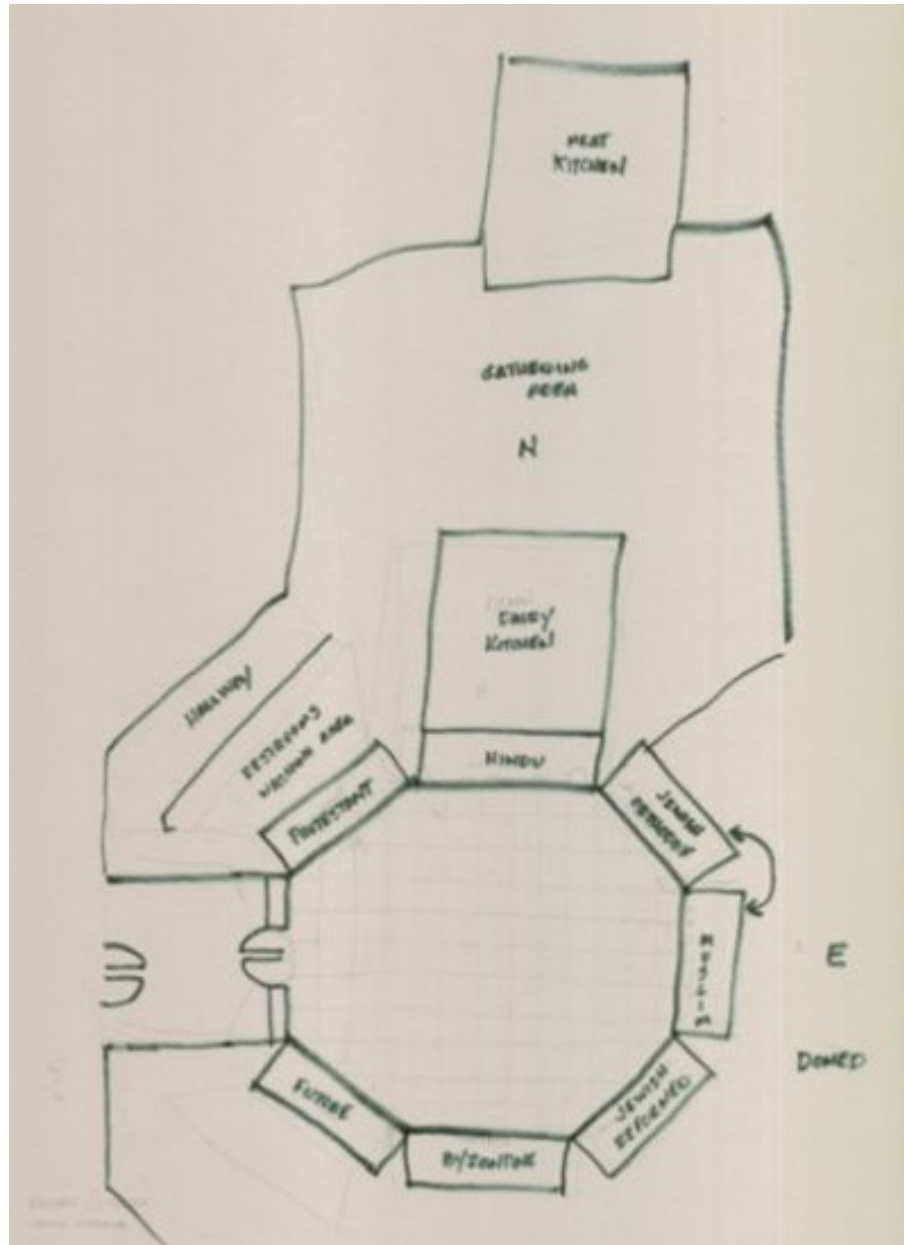 MEAT
KITCHEN
GATHERING
AREA
N
DAIRY
KITCHEN
HALLWAY
RESTROOMS
WASHING AREA
PROTESTANT
HINDU
JEWISH
ORTHODOX
MUSLIM
E
DOMED
JEWISH
REFORMED
BYZANTINE
FUTURE